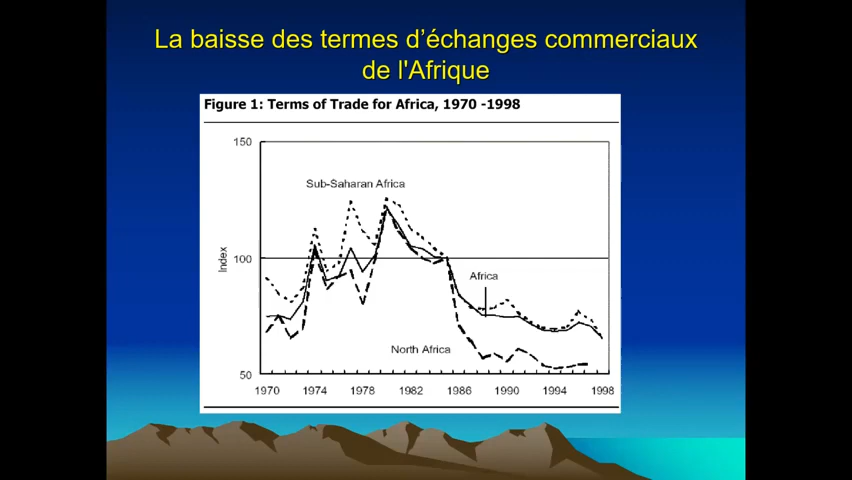 La baisse des termes d’échanges commerciaux
de l'Afrique
Figure 1: Terms of Trade for Africa, 1970 -1998
150
Sub-Saharan Africa
100
Index
Africa
North Africa
50
1970 1974 1978 1982 1986 1990 1994 1998